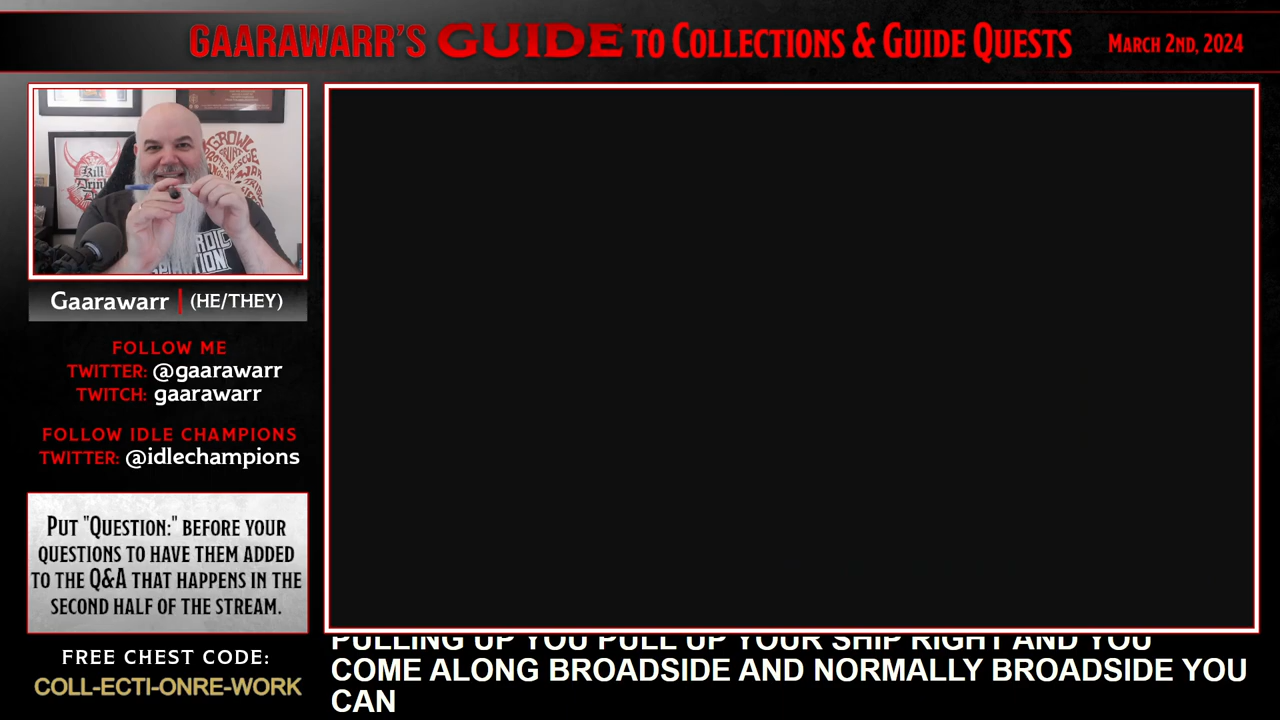 GAARAWARR'S GUIDE TO COLLECTIONS & GUIDE QUESTS
MARCH 2ND, 2024
Gaarawarr | (HE/THEY)
FOLLOW ME
TWITTER: @gaarawarr
TWITCH: gaarawarr
FOLLOW IDLE CHAMPIONS
TWITTER: @idlechampions
PUT "QUESTION:" BEFORE YOUR
QUESTIONS TO HAVE THEM ADDED
TO THE Q&A THAT HAPPENS IN THE
SECOND HALF OF THE STREAM.
FREE CHEST CODE:
COLL-ECTI-ONRE-WORK
PULLING UP YOU PULL UP YOUR SHIP RIGHT AND YOU
COME ALONG BROADSIDE AND NORMALLY BROADSIDE YOU
CAN